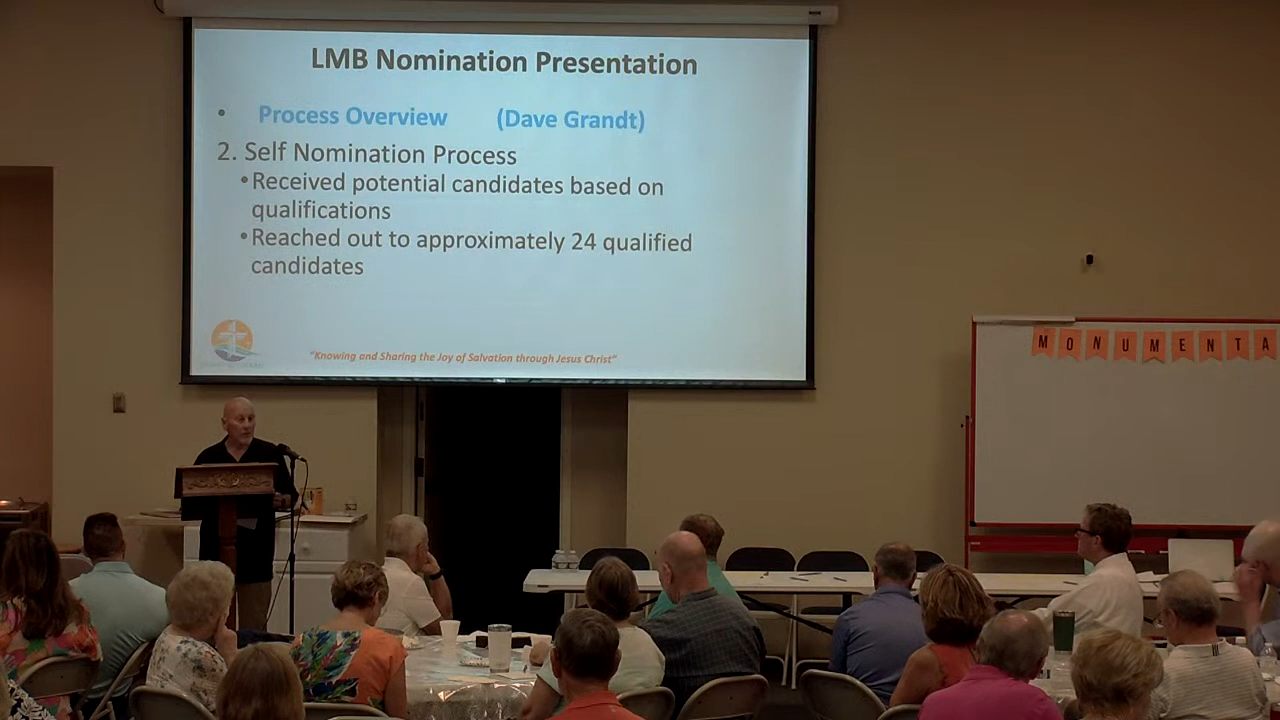 LMB Nomination Presentation
• Process Overview (Dave Grandt)
2. Self Nomination Process
•Received potential candidates based on
qualifications
•Reached out to approximately 24 qualified
candidates
"Knowing and Sharing the Joy of Salvation through Jesus Christ"
MONUMENTA